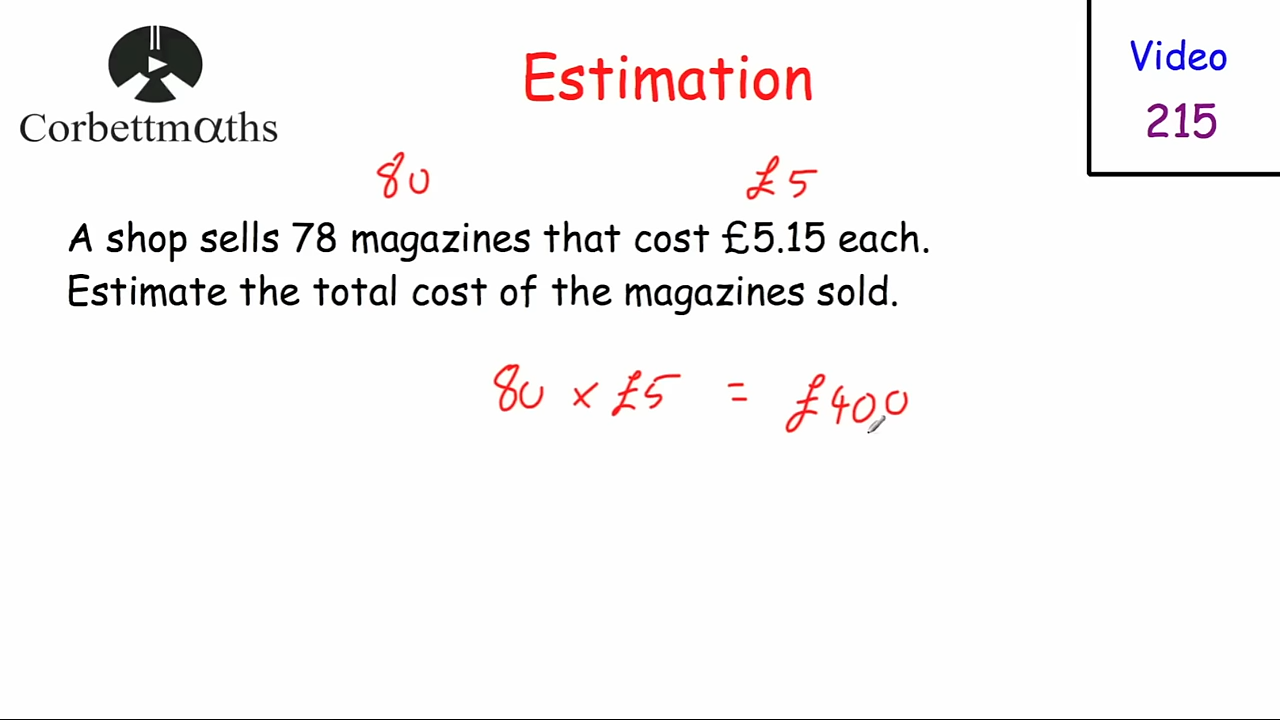 Corbettmαths
Estimation
Video
215
80 £5
A shop sells 78 magazines that cost £5.15 each.
Estimate the total cost of the magazines sold.
80 × £5 = £400